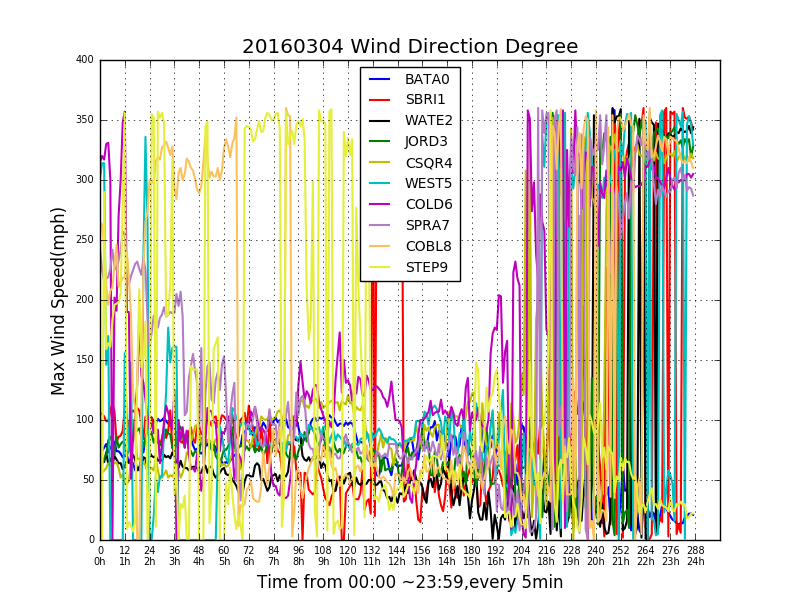 20160304 Wind Direction Degree
400
350
300
250
200
150
100
50
0
Max Wind Speed(mph)
BATA0
SBRI1
WATE2
JORD3
CSQR4
WEST5
COLD6
SPRA7
COBL8
STEP9
0 12 24 36 48 60 72 84 96 108 120 132 144 156 168 180 192 204 216 228 240 252 264 276 288
0h 1h 2h 3h 4h 5h 6h 7h 8h 9h 10h 11h 12h 13h 14h 15h 16h 17h 18h 19h 20h 21h 22h 23h 24h
Time from 00:00 ~23:59,every 5min